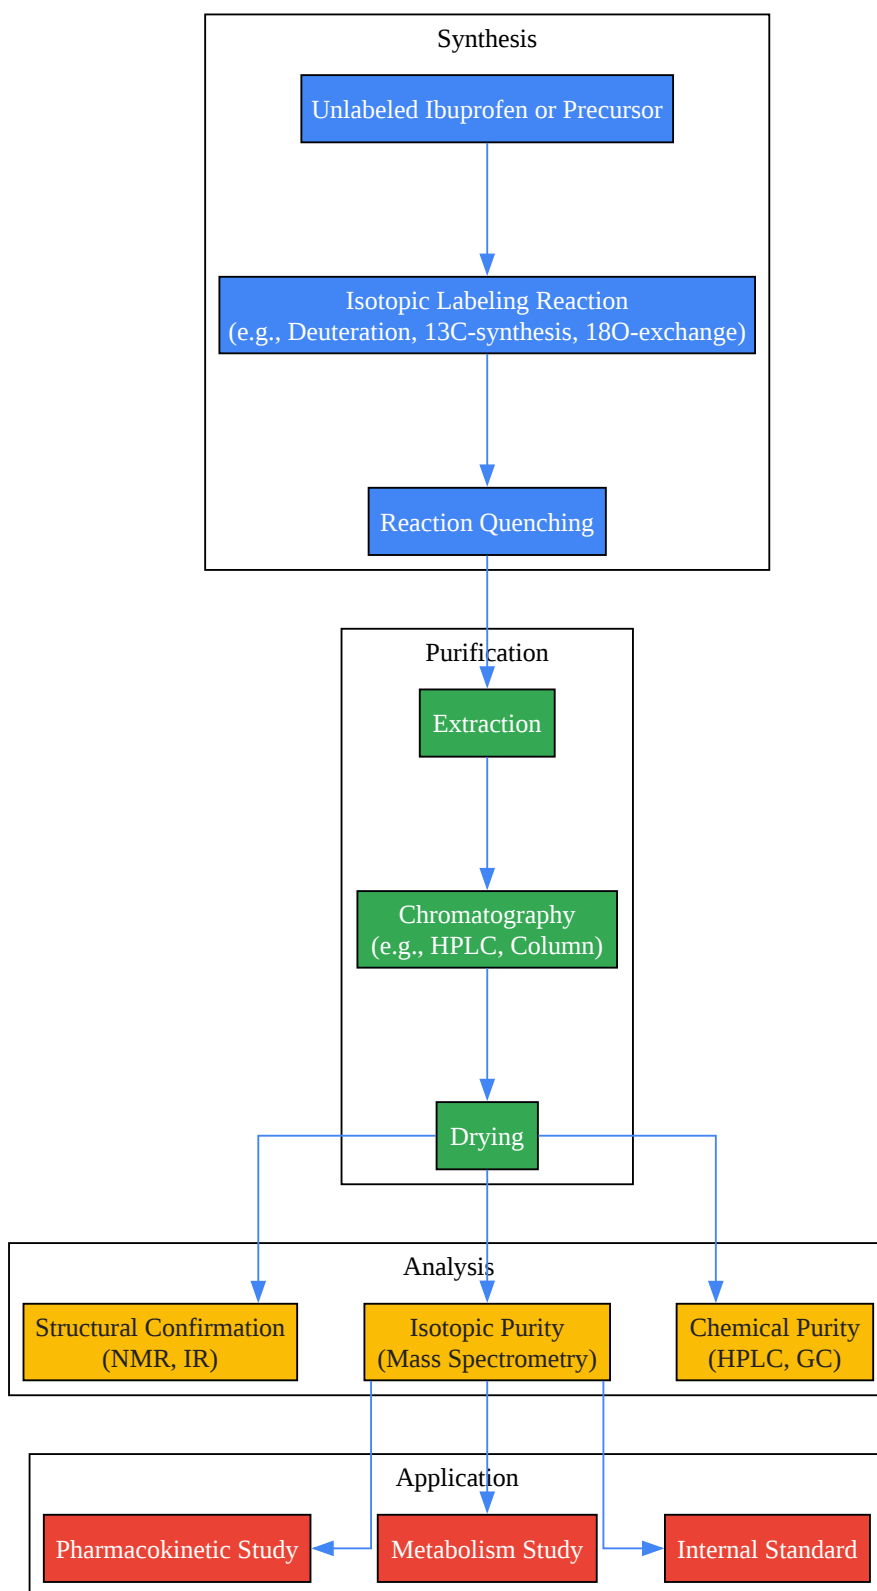 Synthesis
Unlabeled Ibuprofen or Precursor
Isotopic Labeling Reaction
(e.g., Deuteration, 13C-synthesis, 18O-exchange)
Reaction Quenching
Purification
Extraction
Chromatography
(e.g., HPLC, Column)
Drying
Analysis
Structural Confirmation
(NMR, IR)
Isotopic Purity
(Mass Spectrometry)
Chemical Purity
(HPLC, GC)
Application
Pharmacokinetic Study
Metabolism Study
Internal Standard